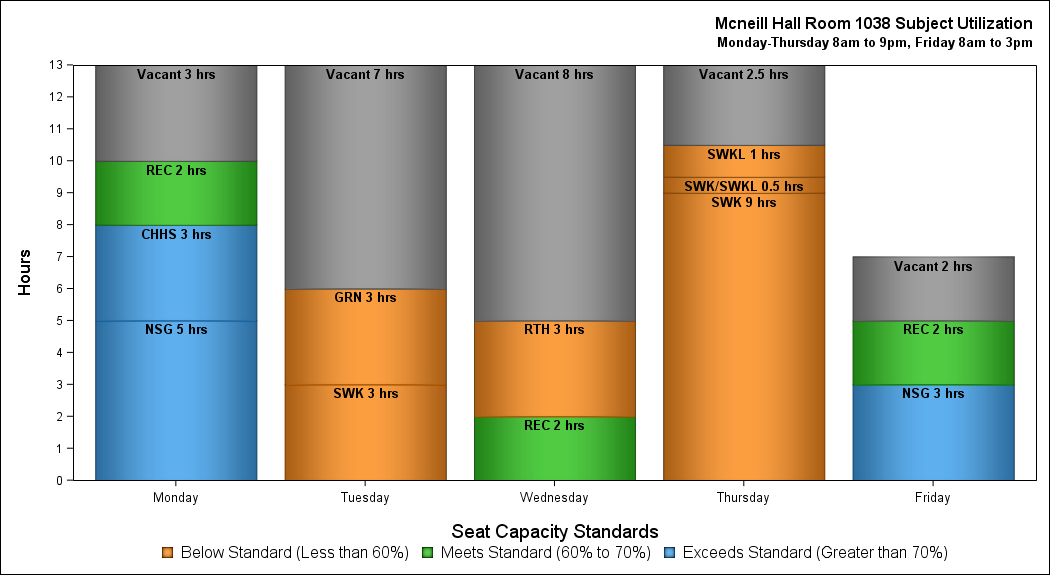 Mcneill Hall Room 1038 Subject Utilization
Monday-Thursday 8am to 9pm, Friday 8am to 3pm
Hours
13
12
11
10
9
8
7
6
5
4
3
2
1
0
Vacant 3 hrs
REC 2 hrs
CHHS 3 hrs
NSG 5 hrs
Vacant 7 hrs
GRN 3 hrs
SWK 3 hrs
Vacant 8 hrs
RTH 3 hrs
REC 2 hrs
Vacant 2.5 hrs
SWKL 1 hrs
SWK/SWKL 0.5 hrs
SWK 9 hrs
Vacant 2 hrs
REC 2 hrs
NSG 3 hrs
Monday Tuesday Wednesday Thursday Friday
Seat Capacity Standards
Below Standard (Less than 60%) Meets Standard (60% to 70%) Exceeds Standard (Greater than 70%)